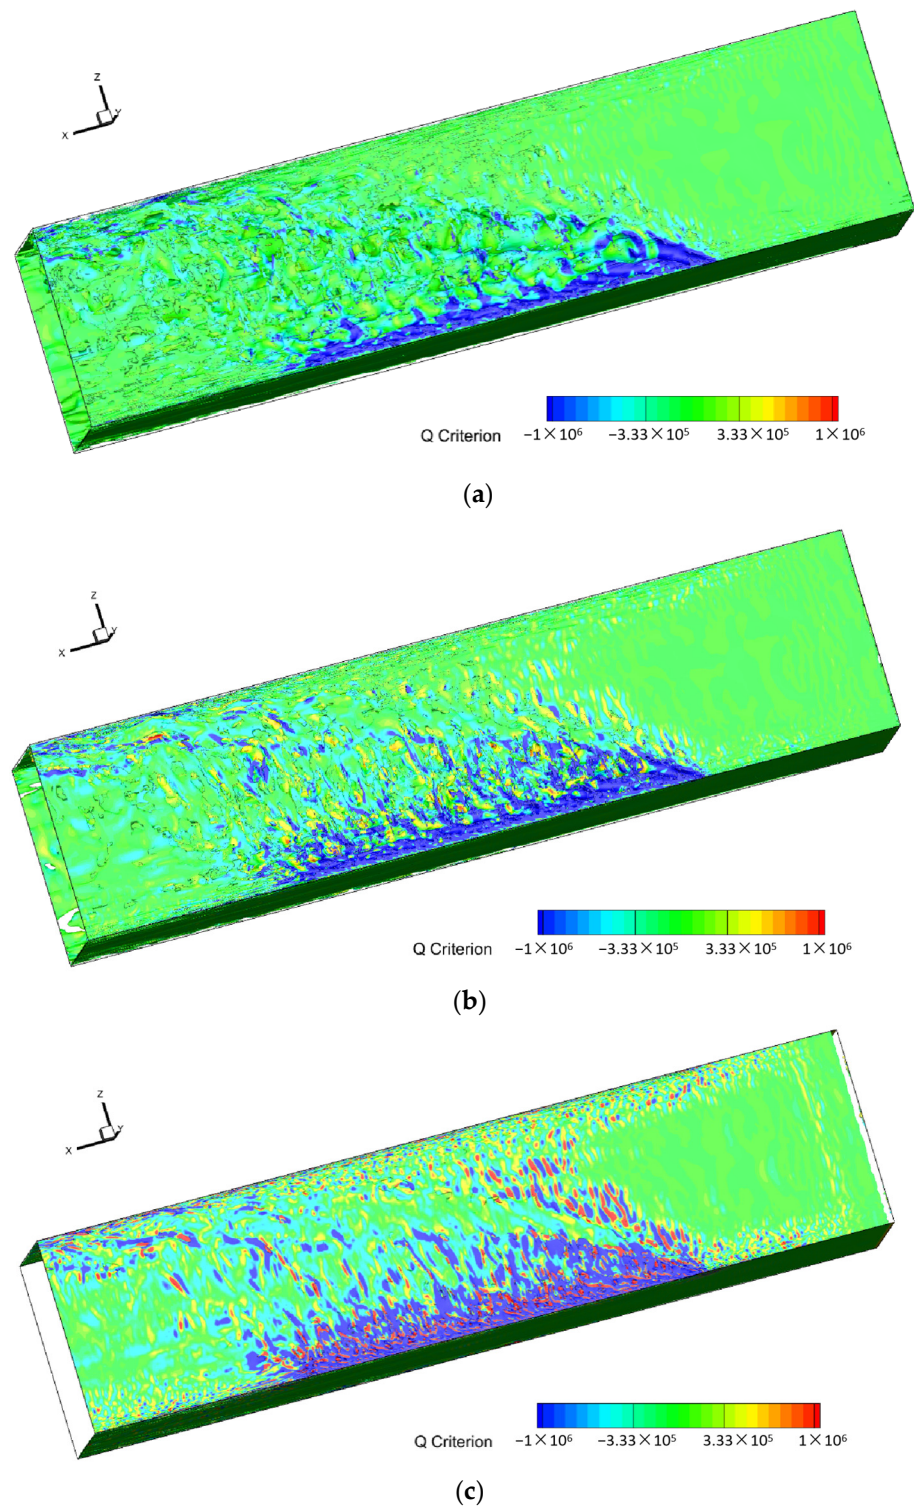 Z
Y
X
Q Criterion −1×10⁶ −3.33×10⁵ 3.33×10⁵ 1×10⁶
(a)
Z
Y
X
Q Criterion −1×10⁶ −3.33×10⁵ 3.33×10⁵ 1×10⁶
(b)
Z
Y
X
Q Criterion −1×10⁶ −3.33×10⁵ 3.33×10⁵ 1×10⁶
(c)